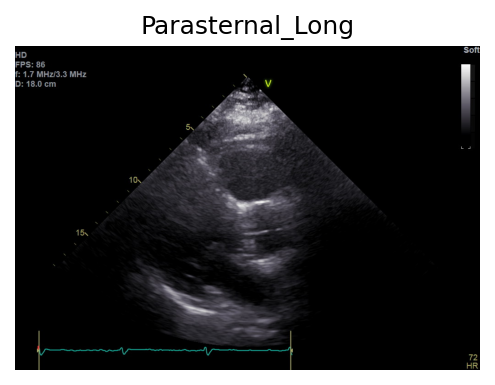 Parasternal_Long
HD
FPS: 86
f: 1.7 MHz/3.3 MHz
D: 18.0 cm
Soft
V
5
10
15
72
HR